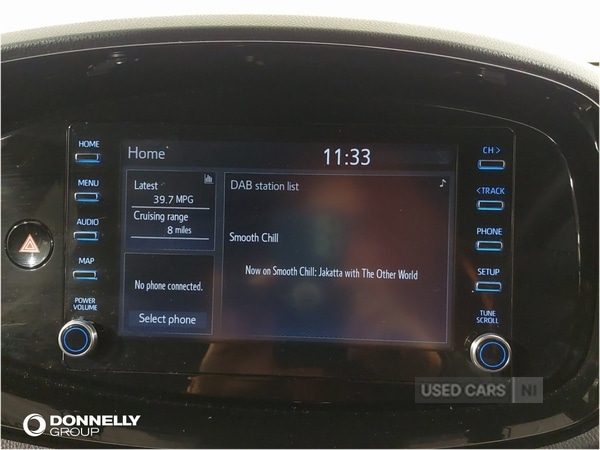 HOME
MENU
AUDIO
MAP
POWER
VOLUME
Home
11:33
Latest
39.7 MPG
Cruising range
8 miles
No phone connected.
Select phone
DAB station list
Smooth Chill
Now on Smooth Chill: Jakatta with The Other World
CH >
<TRACK
PHONE
SETUP
TUNE
SCROLL
USED CARS NI
DONNELLY
GROUP